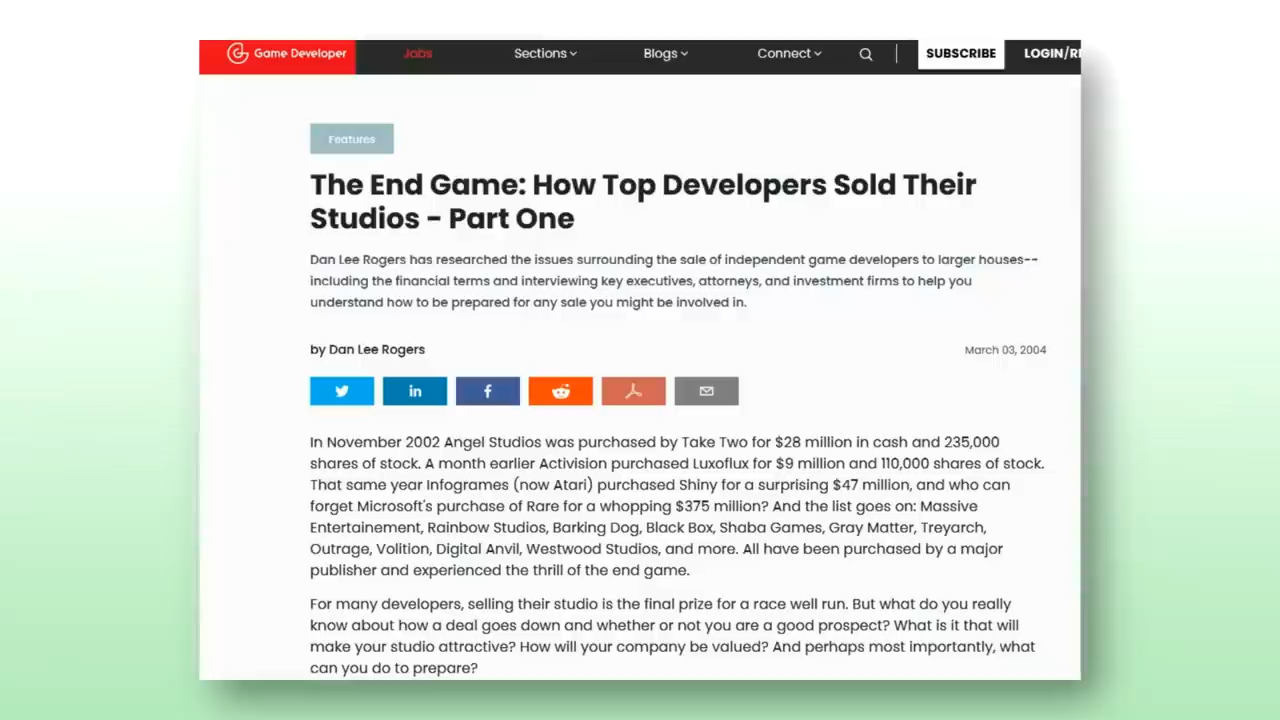 Game Developer Jobs Sections Blogs Connect SUBSCRIBE LOGIN/RE
Features
The End Game: How Top Developers Sold Their
Studios - Part One
Dan Lee Rogers has researched the issues surrounding the sale of independent game developers to larger houses--
including the financial terms and interviewing key executives, attorneys, and investment firms to help you
understand how to be prepared for any sale you might be involved in.
by Dan Lee Rogers March 03, 2004
In November 2002 Angel Studios was purchased by Take Two for $28 million in cash and 235,000
shares of stock. A month earlier Activision purchased Luxoflux for $9 million and 110,000 shares of stock.
That same year Infogrames (now Atari) purchased Shiny for a surprising $47 million, and who can
forget Microsoft's purchase of Rare for a whopping $375 million? And the list goes on: Massive
Entertainement, Rainbow Studios, Barking Dog, Black Box, Shaba Games, Gray Matter, Treyarch,
Outrage, Volition, Digital Anvil, Westwood Studios, and more. All have been purchased by a major
publisher and experienced the thrill of the end game.
For many developers, selling their studio is the final prize for a race well run. But what do you really
know about how a deal goes down and whether or not you are a good prospect? What is it that will
make your studio attractive? How will your company be valued? And perhaps most importantly, what
can you do to prepare?